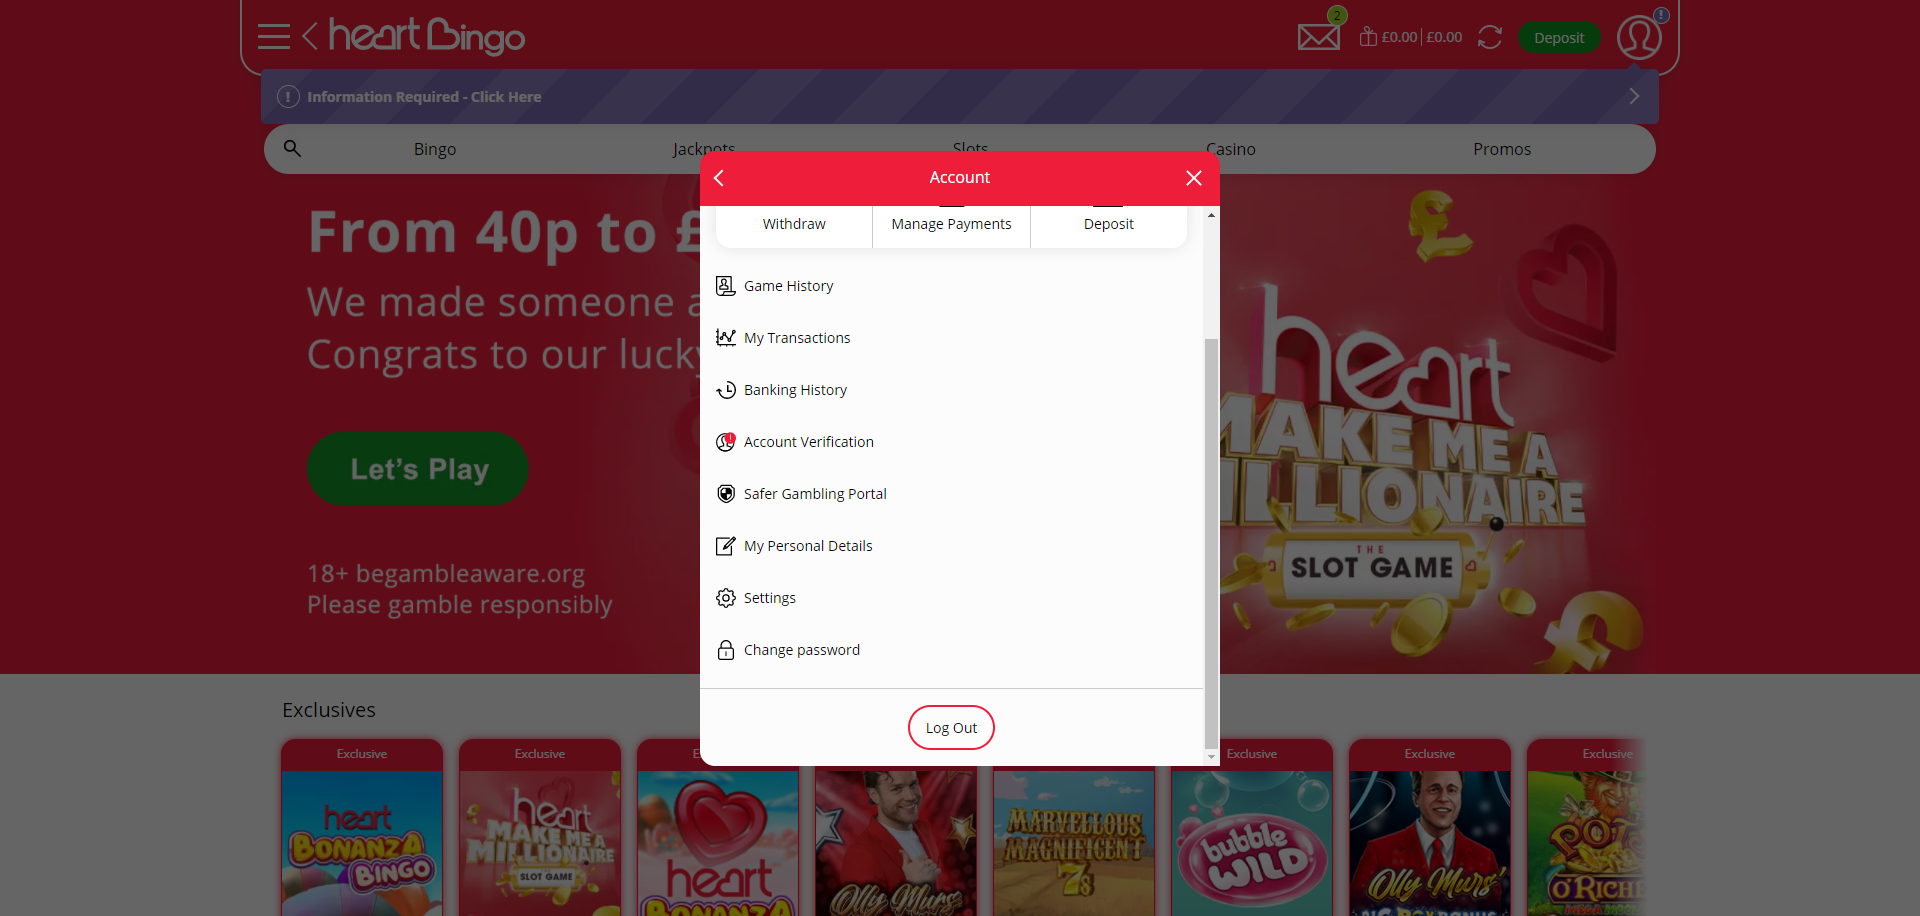 heart Bingo
2
£0.00 | £0.00
Deposit
!
Information Required - Click Here
Bingo
Jackpots
Slots
Casino
Promos
Account
Withdraw
Manage Payments
Deposit
Game History
My Transactions
Banking History
Account Verification
Safer Gambling Portal
My Personal Details
Settings
Change password
Log Out
From 40p to £
We made someone a
Congrats to our lucky
Let's Play
18+ begambleaware.org
Please gamble responsibly
heart
MAKE ME A
MILLIONAIRE
THE
SLOT GAME
Exclusives
Exclusive
Exclusive
Exclusive
Exclusive
Exclusive
heart
BONANZA
BINGO
heart
MAKE ME A
MILLIONAIRE
SLOT GAME
heart
BONANZA
Olly Murs
MARVELLOUS
MAGNIFICENT
7s
bubble
WILD
Olly Murs'
O'RICHE